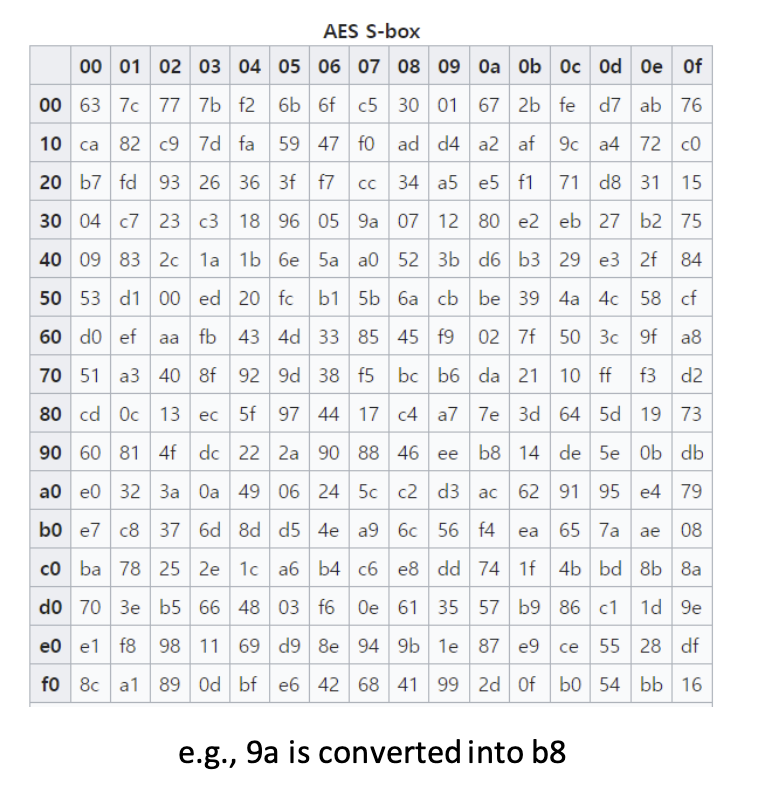 AES S-box
00 01 02 03 04 05 06 07 08 09 0a 0b 0c 0d 0e 0f
00 63 7c 77 7b f2 6b 6f c5 30 01 67 2b fe d7 ab 76
10 ca 82 c9 7d fa 59 47 f0 ad d4 a2 af 9c a4 72 c0
20 b7 fd 93 26 36 3f f7 cc 34 a5 e5 f1 71 d8 31 15
30 04 c7 23 c3 18 96 05 9a 07 12 80 e2 eb 27 b2 75
40 09 83 2c 1a 1b 6e 5a a0 52 3b d6 b3 29 e3 2f 84
50 53 d1 00 ed 20 fc b1 5b 6a cb be 39 4a 4c 58 cf
60 d0 ef aa fb 43 4d 33 85 45 f9 02 7f 50 3c 9f a8
70 51 a3 40 8f 92 9d 38 f5 bc b6 da 21 10 ff f3 d2
80 cd 0c 13 ec 5f 97 44 17 c4 a7 7e 3d 64 5d 19 73
90 60 81 4f dc 22 2a 90 88 46 ee b8 14 de 5e 0b db
a0 e0 32 3a 0a 49 06 24 5c c2 d3 ac 62 91 95 e4 79
b0 e7 c8 37 6d 8d d5 4e a9 6c 56 f4 ea 65 7a ae 08
c0 ba 78 25 2e 1c a6 b4 c6 e8 dd 74 1f 4b bd 8b 8a
d0 70 3e b5 66 48 03 f6 0e 61 35 57 b9 86 c1 1d 9e
e0 e1 f8 98 11 69 d9 8e 94 9b 1e 87 e9 ce 55 28 df
f0 8c a1 89 0d bf e6 42 68 41 99 2d 0f b0 54 bb 16
e.g., 9a is converted into b8